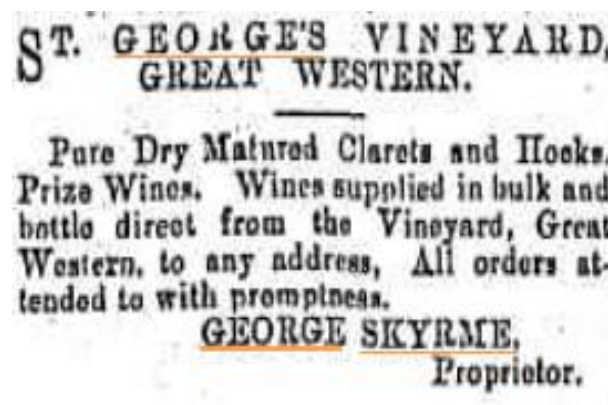 ST. GEORGE'S VINEYARD,
GREAT WESTERN.
Pure Dry Matured Clarets and Hocks.
Prize Wines. Wines supplied in bulk and
bottle direct from the Vineyard, Great
Western, to any address, All orders at-
tended to with promptness.
GEORGE SKYRME,
Proprietor.